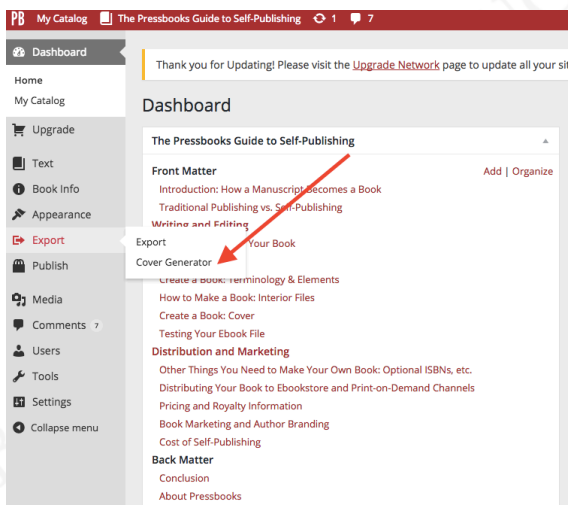 PB My Catalog The Pressbooks Guide to Self-Publishing 1 7
Dashboard
Home
My Catalog
Upgrade
Text
Book Info
Appearance
Export
Publish
Media
Comments 7
Users
Tools
Settings
Collapse menu
Export
Cover Generator
Thank you for Updating! Please visit the Upgrade Network page to update all your sit
Dashboard
The Pressbooks Guide to Self-Publishing
Front Matter Add | Organize
Introduction: How a Manuscript Becomes a Book
Traditional Publishing vs. Self-Publishing
Writing and Editing
Your Book
Create a Book: Terminology & Elements
How to Make a Book: Interior Files
Create a Book: Cover
Testing Your Ebook File
Distribution and Marketing
Other Things You Need to Make Your Own Book: Optional ISBNs, etc.
Distributing Your Book to Ebookstore and Print-on-Demand Channels
Pricing and Royalty Information
Book Marketing and Author Branding
Cost of Self-Publishing
Back Matter
Conclusion
About Pressbooks